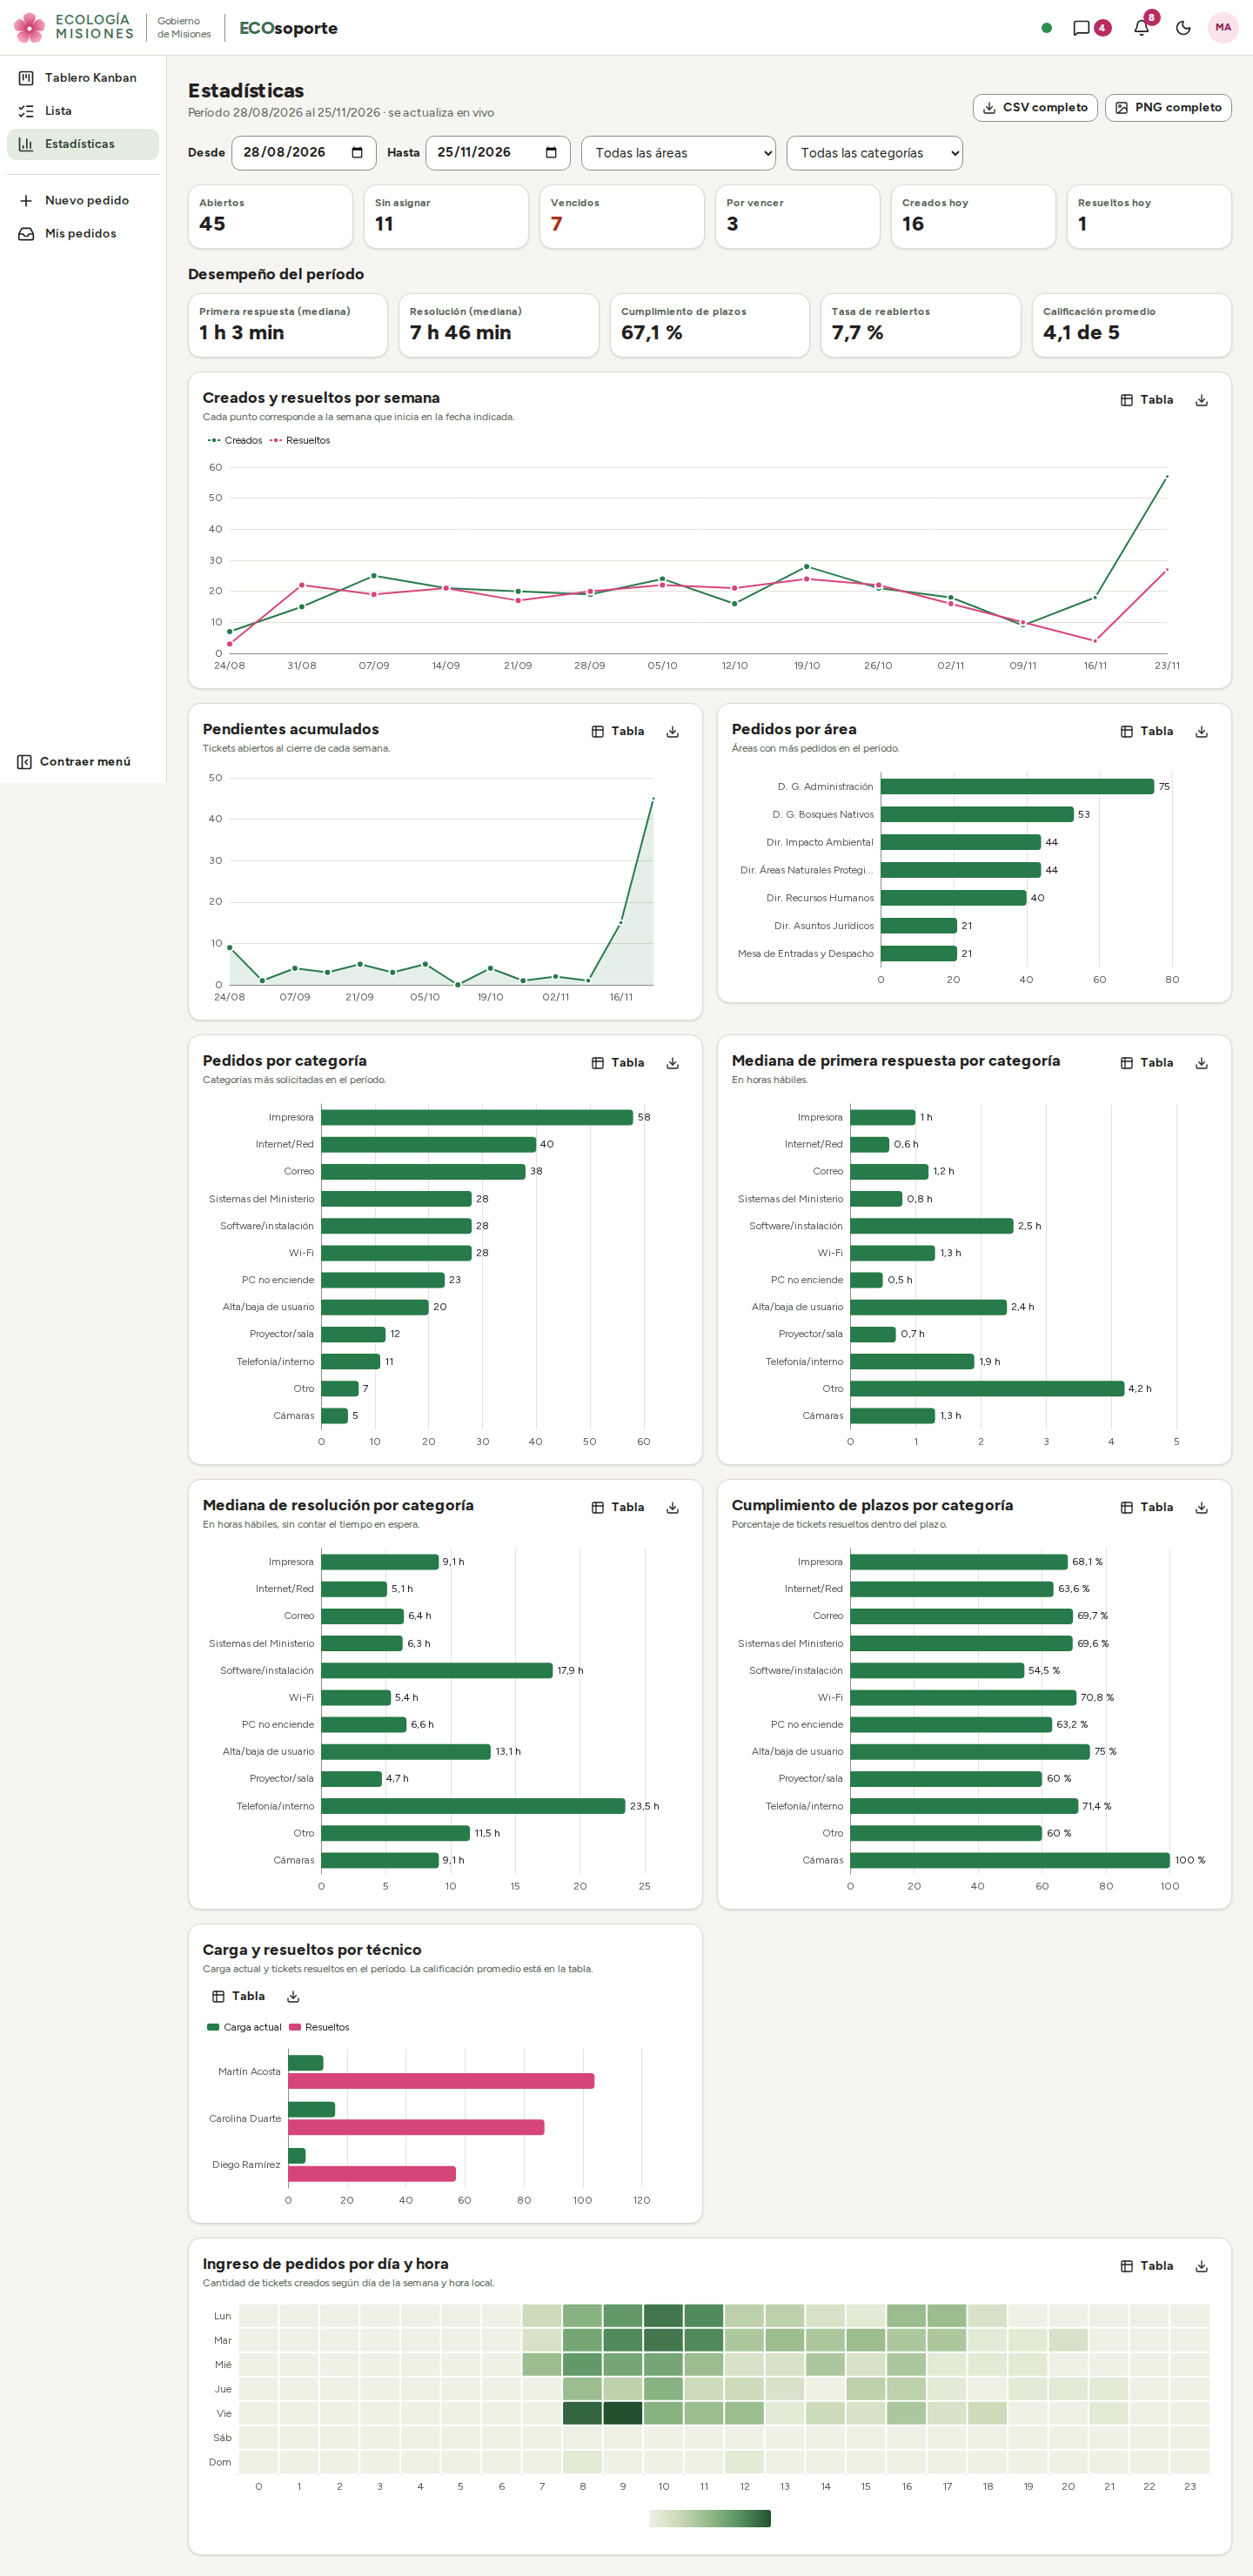 ECOLOGÍA
MISIONES
Gobierno
de Misiones
ECOsoporte
4
8
MA
Tablero Kanban
Lista
Estadísticas
Nuevo pedido
Mis pedidos
Contraer menú
Estadísticas
Período 28/08/2026 al 25/11/2026 · se actualiza en vivo
CSV completo
PNG completo
Desde 28/08/2026 Hasta 25/11/2026 Todas las áreas Todas las categorías
Abiertos
45
Sin asignar
11
Vencidos
7
Por vencer
3
Creados hoy
16
Resueltos hoy
1
Desempeño del período
Primera respuesta (mediana)
1 h 3 min
Resolución (mediana)
7 h 46 min
Cumplimiento de plazos
67,1 %
Tasa de reabiertos
7,7 %
Calificación promedio
4,1 de 5
Creados y resueltos por semana
Cada punto corresponde a la semana que inicia en la fecha indicada.
Tabla
Creados Resueltos
60
50
40
30
20
10
0
24/08 31/08 07/09 14/09 21/09 28/09 05/10 12/10 19/10 26/10 02/11 09/11 16/11 23/11
Pendientes acumulados
Tickets abiertos al cierre de cada semana.
Tabla
50
40
30
20
10
0
24/08 07/09 21/09 05/10 19/10 02/11 16/11
Pedidos por área
Áreas con más pedidos en el período.
Tabla
D. G. Administración 75
D. G. Bosques Nativos 53
Dir. Impacto Ambiental 44
Dir. Áreas Naturales Protegi... 44
Dir. Recursos Humanos 40
Dir. Asuntos Jurídicos 21
Mesa de Entradas y Despacho 21
0 20 40 60 80
Pedidos por categoría
Categorías más solicitadas en el período.
Tabla
Impresora 58
Internet/Red 40
Correo 38
Sistemas del Ministerio 28
Software/instalación 28
Wi-Fi 28
PC no enciende 23
Alta/baja de usuario 20
Proyector/sala 12
Telefonía/interno 11
Otro 7
Cámaras 5
0 10 20 30 40 50 60
Mediana de primera respuesta por categoría
En horas hábiles.
Tabla
Impresora 1 h
Internet/Red 0,6 h
Correo 1,2 h
Sistemas del Ministerio 0,8 h
Software/instalación 2,5 h
Wi-Fi 1,3 h
PC no enciende 0,5 h
Alta/baja de usuario 2,4 h
Proyector/sala 0,7 h
Telefonía/interno 1,9 h
Otro 4,2 h
Cámaras 1,3 h
0 1 2 3 4 5
Mediana de resolución por categoría
En horas hábiles, sin contar el tiempo en espera.
Tabla
Impresora 9,1 h
Internet/Red 5,1 h
Correo 6,4 h
Sistemas del Ministerio 6,3 h
Software/instalación 17,9 h
Wi-Fi 5,4 h
PC no enciende 6,6 h
Alta/baja de usuario 13,1 h
Proyector/sala 4,7 h
Telefonía/interno 23,5 h
Otro 11,5 h
Cámaras 9,1 h
0 5 10 15 20 25
Cumplimiento de plazos por categoría
Porcentaje de tickets resueltos dentro del plazo.
Tabla
Impresora 68,1 %
Internet/Red 63,6 %
Correo 69,7 %
Sistemas del Ministerio 69,6 %
Software/instalación 54,5 %
Wi-Fi 70,8 %
PC no enciende 63,2 %
Alta/baja de usuario 75 %
Proyector/sala 60 %
Telefonía/interno 71,4 %
Otro 60 %
Cámaras 100 %
0 20 40 60 80 100
Carga y resueltos por técnico
Carga actual y tickets resueltos en el período. La calificación promedio está en la tabla.
Tabla
Carga actual Resueltos
Martín Acosta
Carolina Duarte
Diego Ramírez
0 20 40 60 80 100 120
Ingreso de pedidos por día y hora
Cantidad de tickets creados según día de la semana y hora local.
Tabla
Lun
Mar
Mié
Jue
Vie
Sáb
Dom
0 1 2 3 4 5 6 7 8 9 10 11 12 13 14 15 16 17 18 19 20 21 22 23